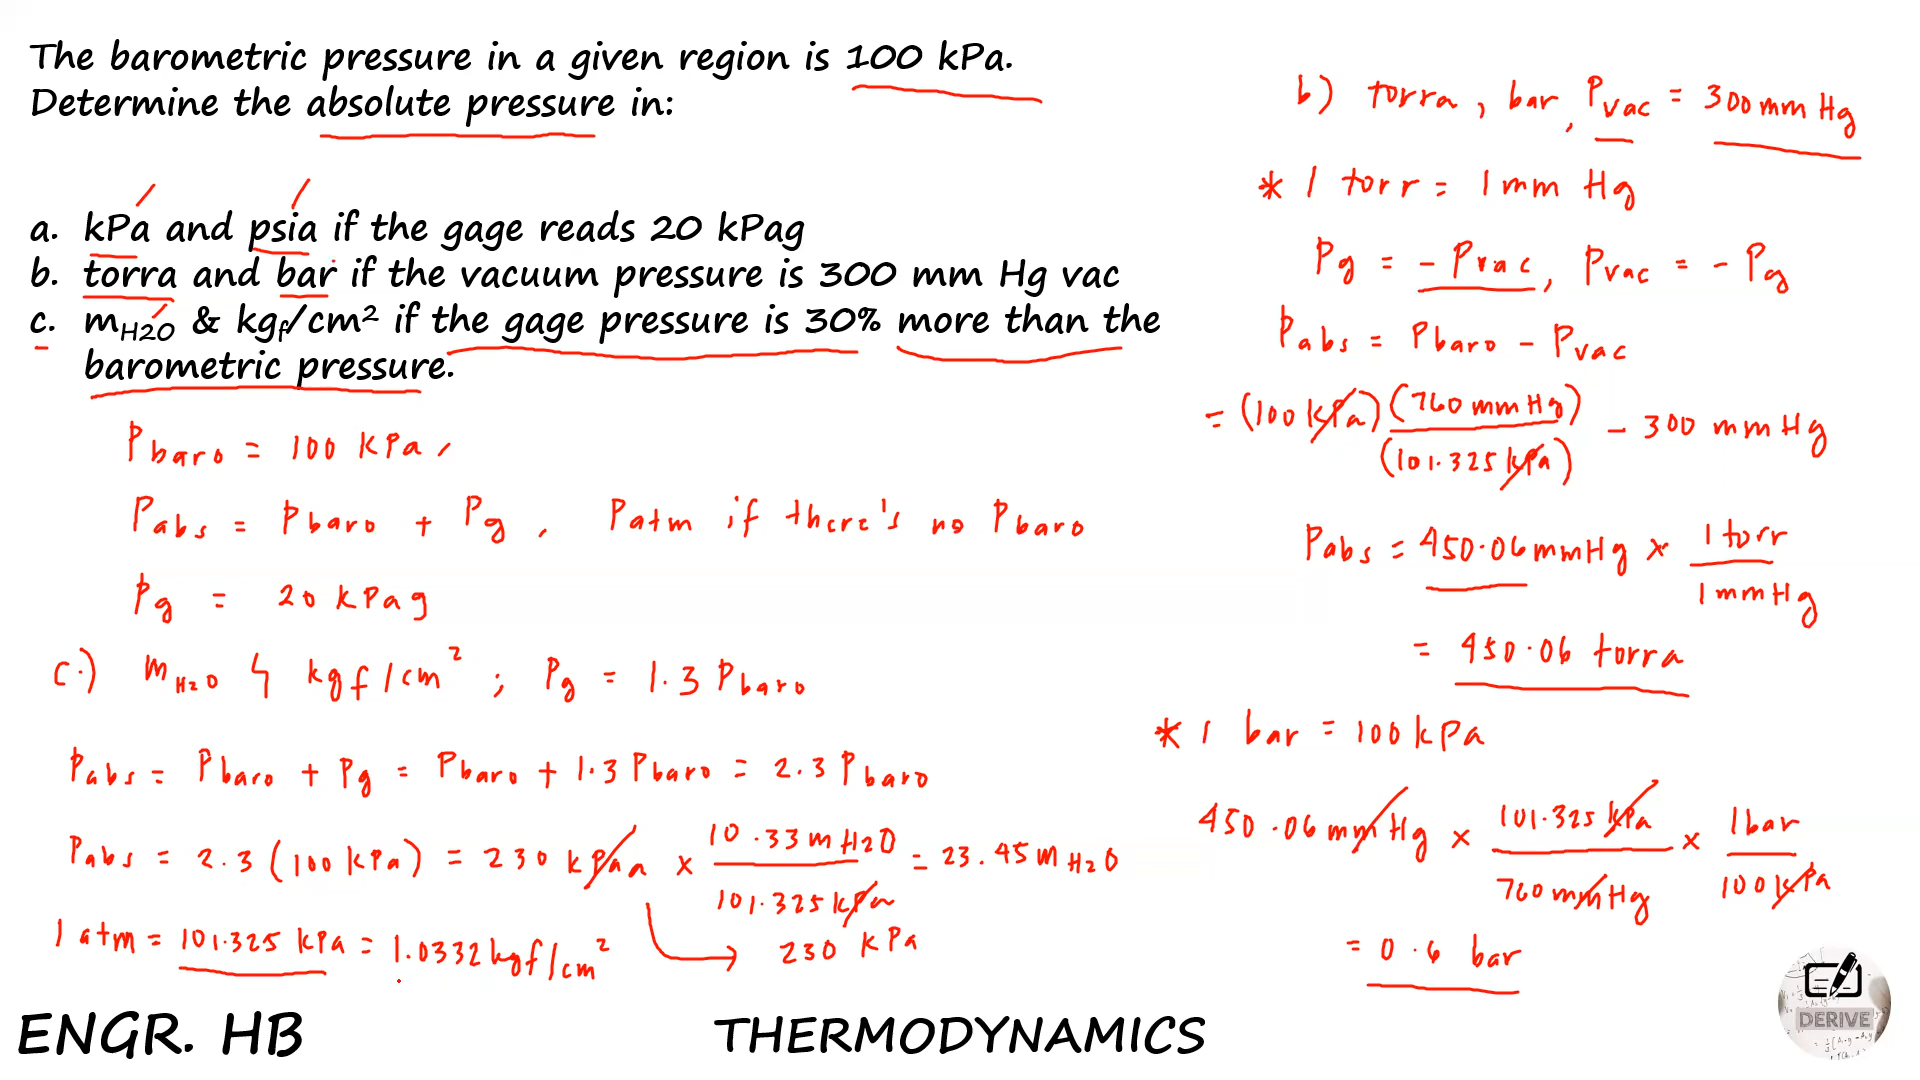 The barometric pressure in a given region is 100 kPa.
Determine the absolute pressure in:
a. kPa and psia if the gage reads 20 kPag
b. torra and bar if the vacuum pressure is 300 mm Hg vac
c. mH2O & kgf/cm² if the gage pressure is 30% more than the
barometric pressure.
Pbaro = 100 kPa,
Pabs = Pbaro + Pg, Patm if there's no Pbaro
Pg = 20 kPag
c.) mH2O & kgf/cm²; Pg = 1.3 Pbaro
Pabs = Pbaro + Pg = Pbaro + 1.3 Pbaro = 2.3 Pbaro
Pabs = 2.3 (100 kPa) = 230 kPaa × 10.33 mH2O / 101.325 kPa = 23.45 mH2O
1 atm = 101.325 kPa = 1.0332 kgf/cm²
230 kPa
b) torra, bar, Pvac = 300 mm Hg
* 1 torr = 1 mm Hg
Pg = - Pvac, Pvac = - Pg
Pabs = Pbaro - Pvac
= (100 kPa) (760 mm Hg) / (101.325 kPa) - 300 mm Hg
Pabs = 450.06 mmHg × 1 torr / 1 mmHg
= 450.06 torra
* 1 bar = 100 kPa
450.06 mmHg × 101.325 kPa / 760 mmHg × 1 bar / 100 kPa
= 0.6 bar
ENGR. HB
THERMODYNAMICS
DERIVE